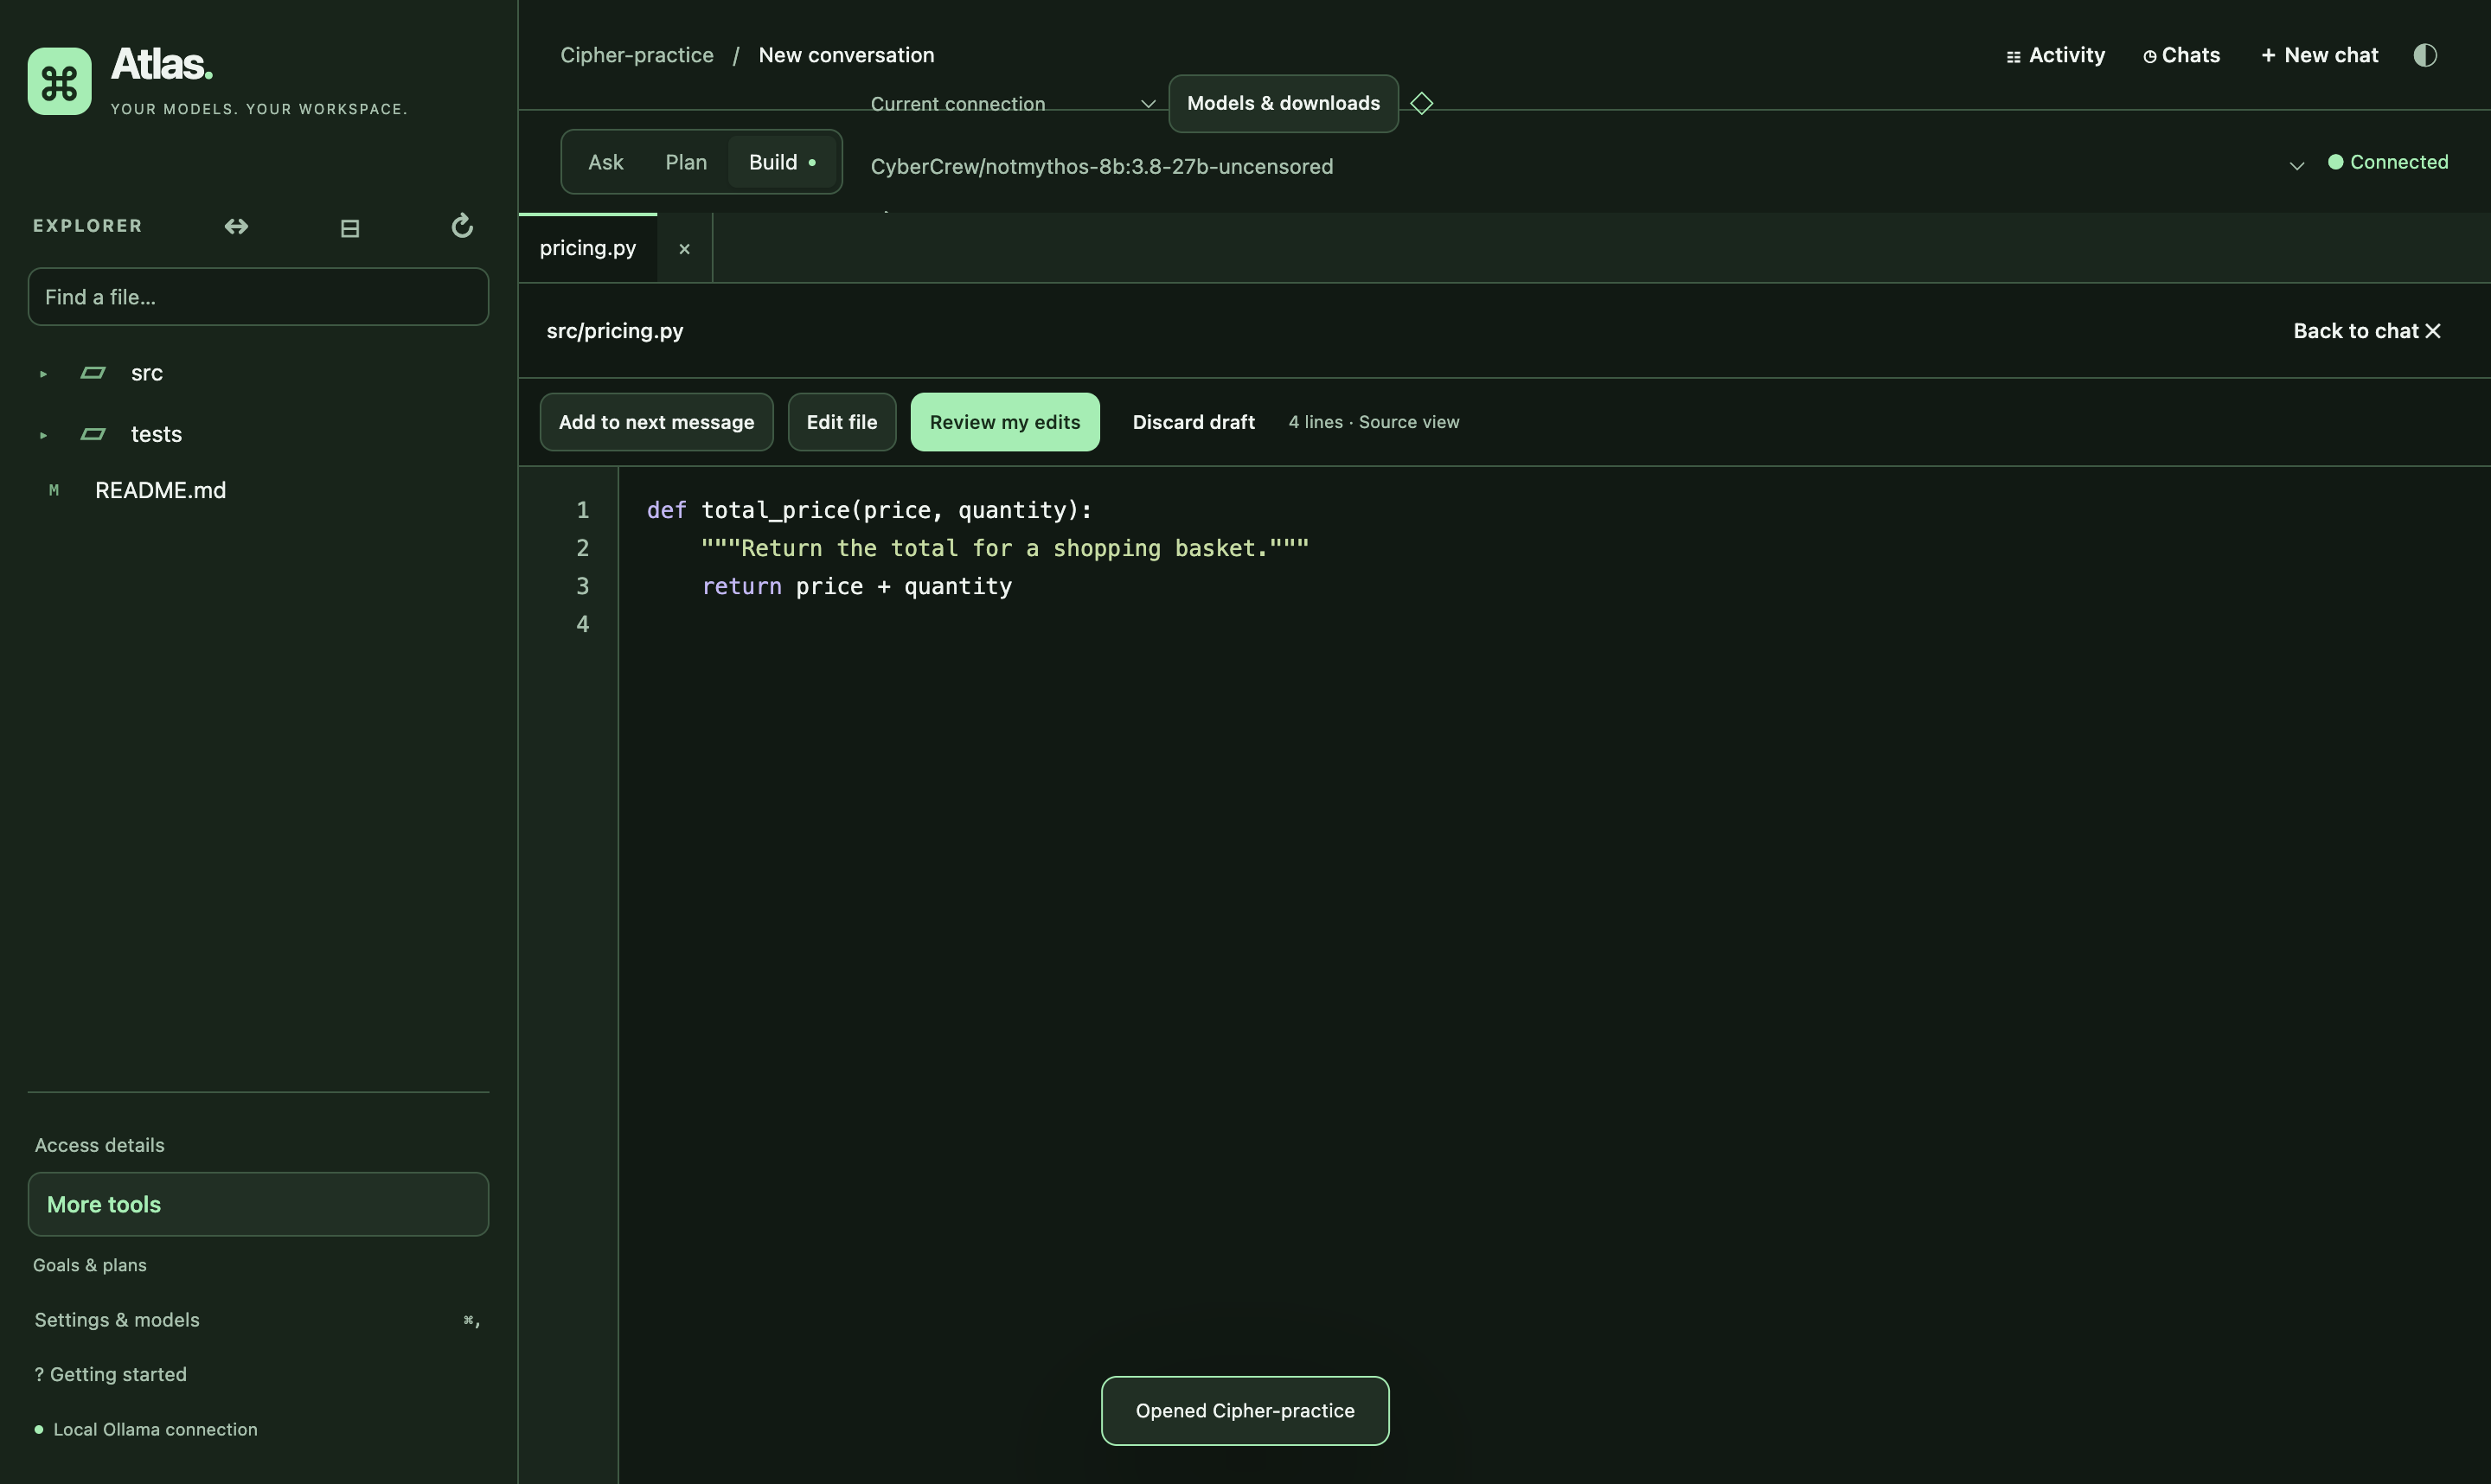 Atlas.
YOUR MODELS. YOUR WORKSPACE.
EXPLORER
Find a file...
src
tests
M README.md
Access details
More tools
Goals & plans
Settings & models ⌘,
? Getting started
Local Ollama connection
Cipher-practice / New conversation
Activity
Chats
+ New chat
Current connection
Models & downloads
Ask
Plan
Build
CyberCrew/notmythos-8b:3.8-27b-uncensored
Connected
pricing.py ×
src/pricing.py
Back to chat ×
Add to next message
Edit file
Review my edits
Discard draft
4 lines · Source view
1 def total_price(price, quantity):
2 """Return the total for a shopping basket."""
3 return price + quantity
4
Opened Cipher-practice